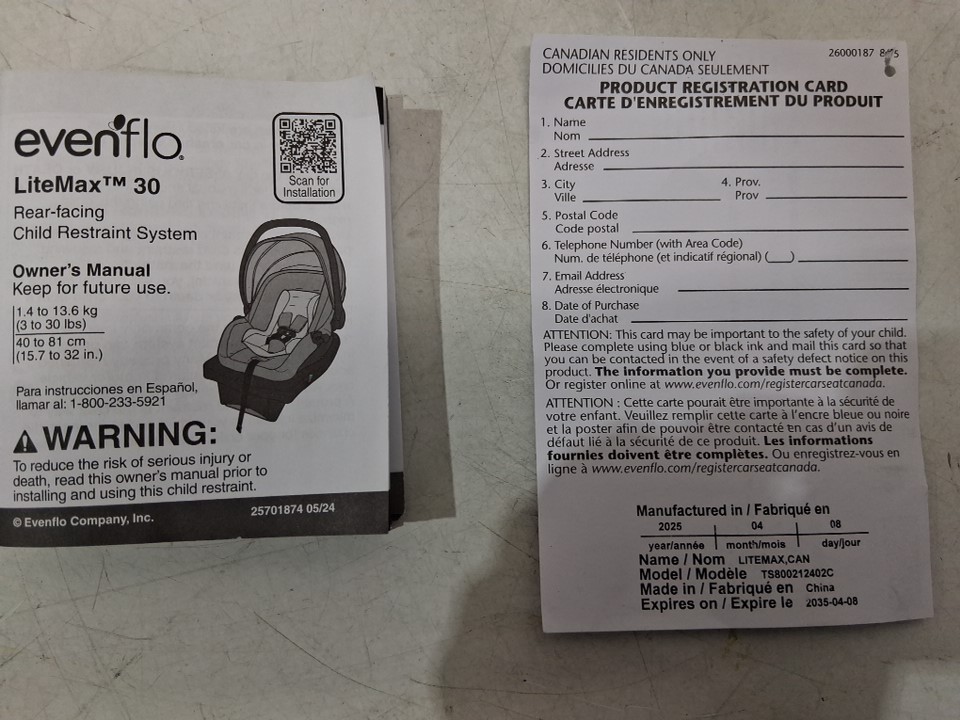 evenflo®
LiteMax™ 30
Rear-facing
Child Restraint System
Owner's Manual
Keep for future use.
1.4 to 13.6 kg
(3 to 30 lbs)
40 to 81 cm
(15.7 to 32 in.)
Para instrucciones en Español,
llamar al: 1-800-233-5921
Scan for
Installation
WARNING:
To reduce the risk of serious injury or
death, read this owner's manual prior to
installing and using this child restraint.
© Evenflo Company, Inc.
25701874 05/24
CANADIAN RESIDENTS ONLY
26000187
DOMICILIES DU CANADA SEULEMENT
PRODUCT REGISTRATION CARD
CARTE D'ENREGISTREMENT DU PRODUIT
1. Name
Nom
2. Street Address
Adresse
3. City 4. Prov.
Ville Prov
5. Postal Code
Code postal
6. Telephone Number (with Area Code)
Num. de téléphone (et indicatif régional) (___)
7. Email Address
Adresse électronique
8. Date of Purchase
Date d'achat
ATTENTION: This card may be important to the safety of your child.
Please complete using blue or black ink and mail this card so that
you can be contacted in the event of a safety defect notice on this
product. The information you provide must be complete.
Or register online at www.evenflo.com/registercarseatcanada.
ATTENTION : Cette carte pourait être importante à la sécurité de
votre enfant. Veuillez remplir cette carte à l'encre bleue ou noire
et la poster afin de pouvoir être contacté en cas d'un avis de
défaut lié à la sécurité de ce produit. Les informations
fournies doivent être complètes. Ou enregistrez-vous en
ligne à www.evenflo.com/registercarseatcanada.
Manufactured in / Fabriqué en
2025 04 08
year/année month/mois day/jour
Name / Nom LITEMAX,CAN
Model / Modèle TS800212402C
Made in / Fabriqué en China
Expires on / Expire le 2035-04-08